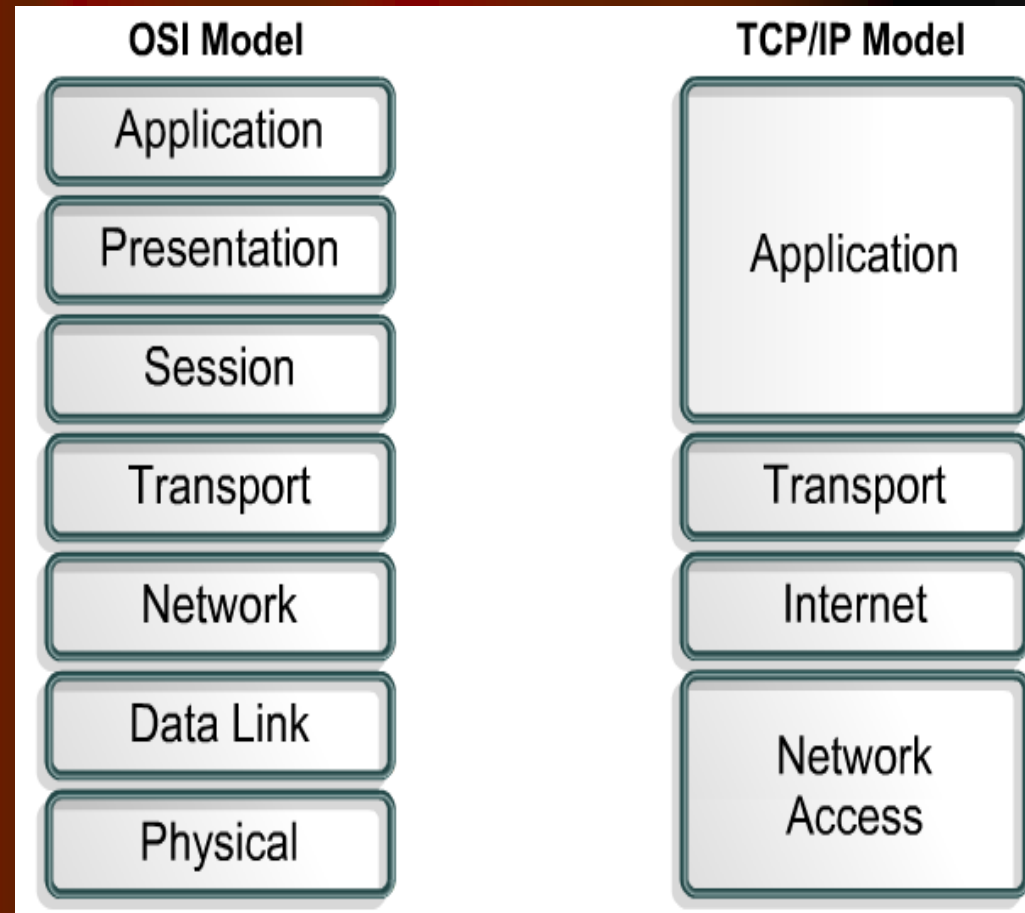 OSI Model
Application
Presentation
Session
Transport
Network
Data Link
Physical
TCP/IP Model
Application
Transport
Internet
Network
Access